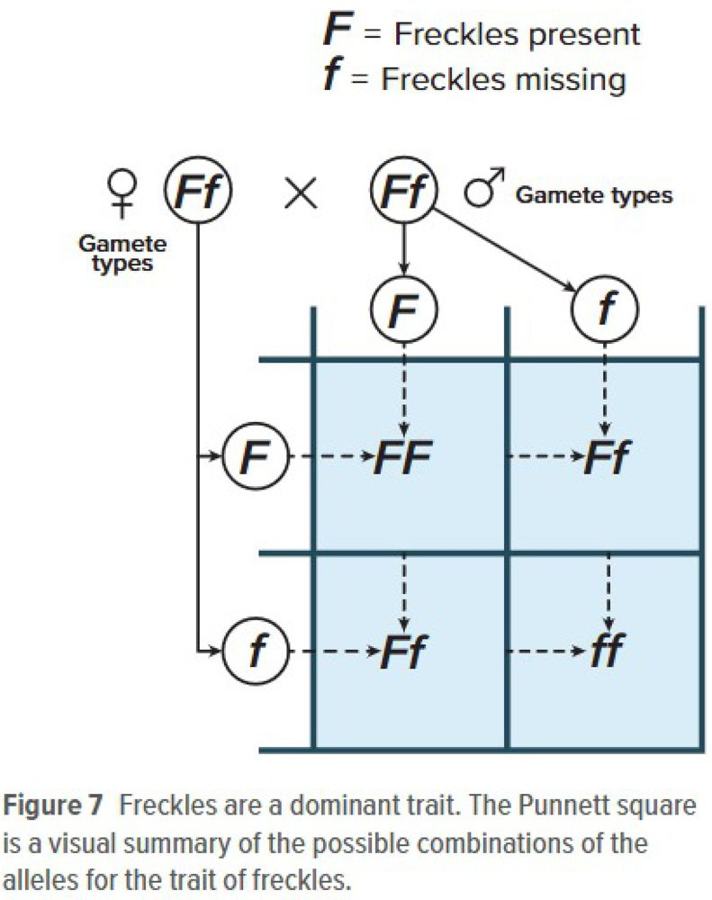 F = Freckles present
f = Freckles missing
♀ Ff × Ff ♂ Gamete types
Gamete
types
F f
F FF Ff
f Ff ff
Figure 7 Freckles are a dominant trait. The Punnett square
is a visual summary of the possible combinations of the
alleles for the trait of freckles.